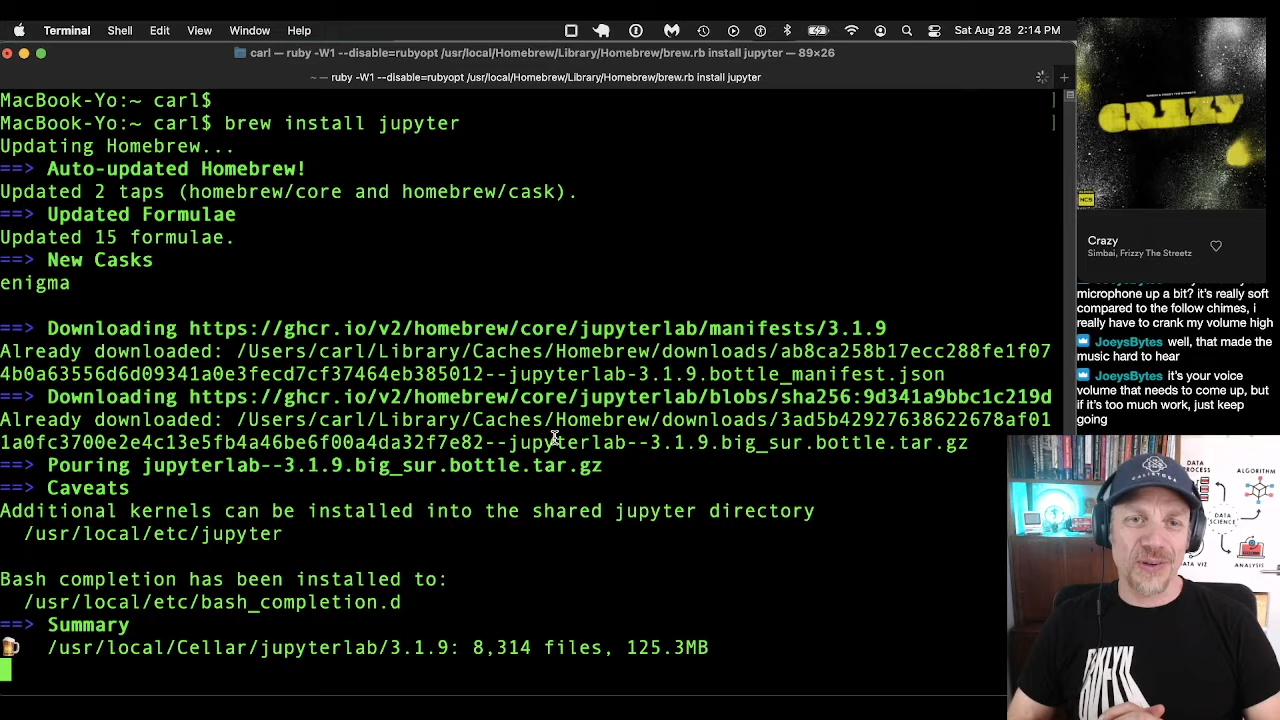 Terminal Shell Edit View Window Help Sat Aug 28 2:14 PM
carl — ruby -W1 --disable=rubyopt /usr/local/Homebrew/Library/Homebrew/brew.rb install jupyter — 89×26
~ — ruby -W1 --disable=rubyopt /usr/local/Homebrew/Library/Homebrew/brew.rb install jupyter
MacBook-Yo:~ carl$
MacBook-Yo:~ carl$ brew install jupyter
Updating Homebrew...
==> Auto-updated Homebrew!
Updated 2 taps (homebrew/core and homebrew/cask).
==> Updated Formulae
Updated 15 formulae.
==> New Casks
enigma
==> Downloading https://ghcr.io/v2/homebrew/core/jupyterlab/manifests/3.1.9
Already downloaded: /Users/carl/Library/Caches/Homebrew/downloads/ab8ca258b17ecc288fe1f07
4b0a63556d6d09341a0e3fecd7cf37464eb385012--jupyterlab-3.1.9.bottle_manifest.json
==> Downloading https://ghcr.io/v2/homebrew/core/jupyterlab/blobs/sha256:9d341a9bbc1c219d
Already downloaded: /Users/carl/Library/Caches/Homebrew/downloads/3ad5b42927638622678af01
1a0fc3700c2e4c13e5fb4a46be6f00a4da32f7e82--jupyterlab--3.1.9.big_sur.bottle.tar.gz
==> Pouring jupyterlab--3.1.9.big_sur.bottle.tar.gz
==> Caveats
Additional kernels can be installed into the shared jupyter directory
/usr/local/etc/jupyter
Bash completion has been installed to:
/usr/local/etc/bash_completion.d
==> Summary
🍺 /usr/local/Cellar/jupyterlab/3.1.9: 8,314 files, 125.3MB
CRAZY
NCS
Crazy
Simbai, Frizzy The Streetz
microphone up a bit? it's really soft
compared to the follow chimes, i
really have to crank my volume high
JoeysBytes well, that made the
music hard to hear
JoeysBytes it's your voice
volume that needs to come up, but
if it's too much work, just keep
going
DATA
PROCESS
ALGORITHM
DATA
SCIENCE
DATA VIZ
ANALYSIS